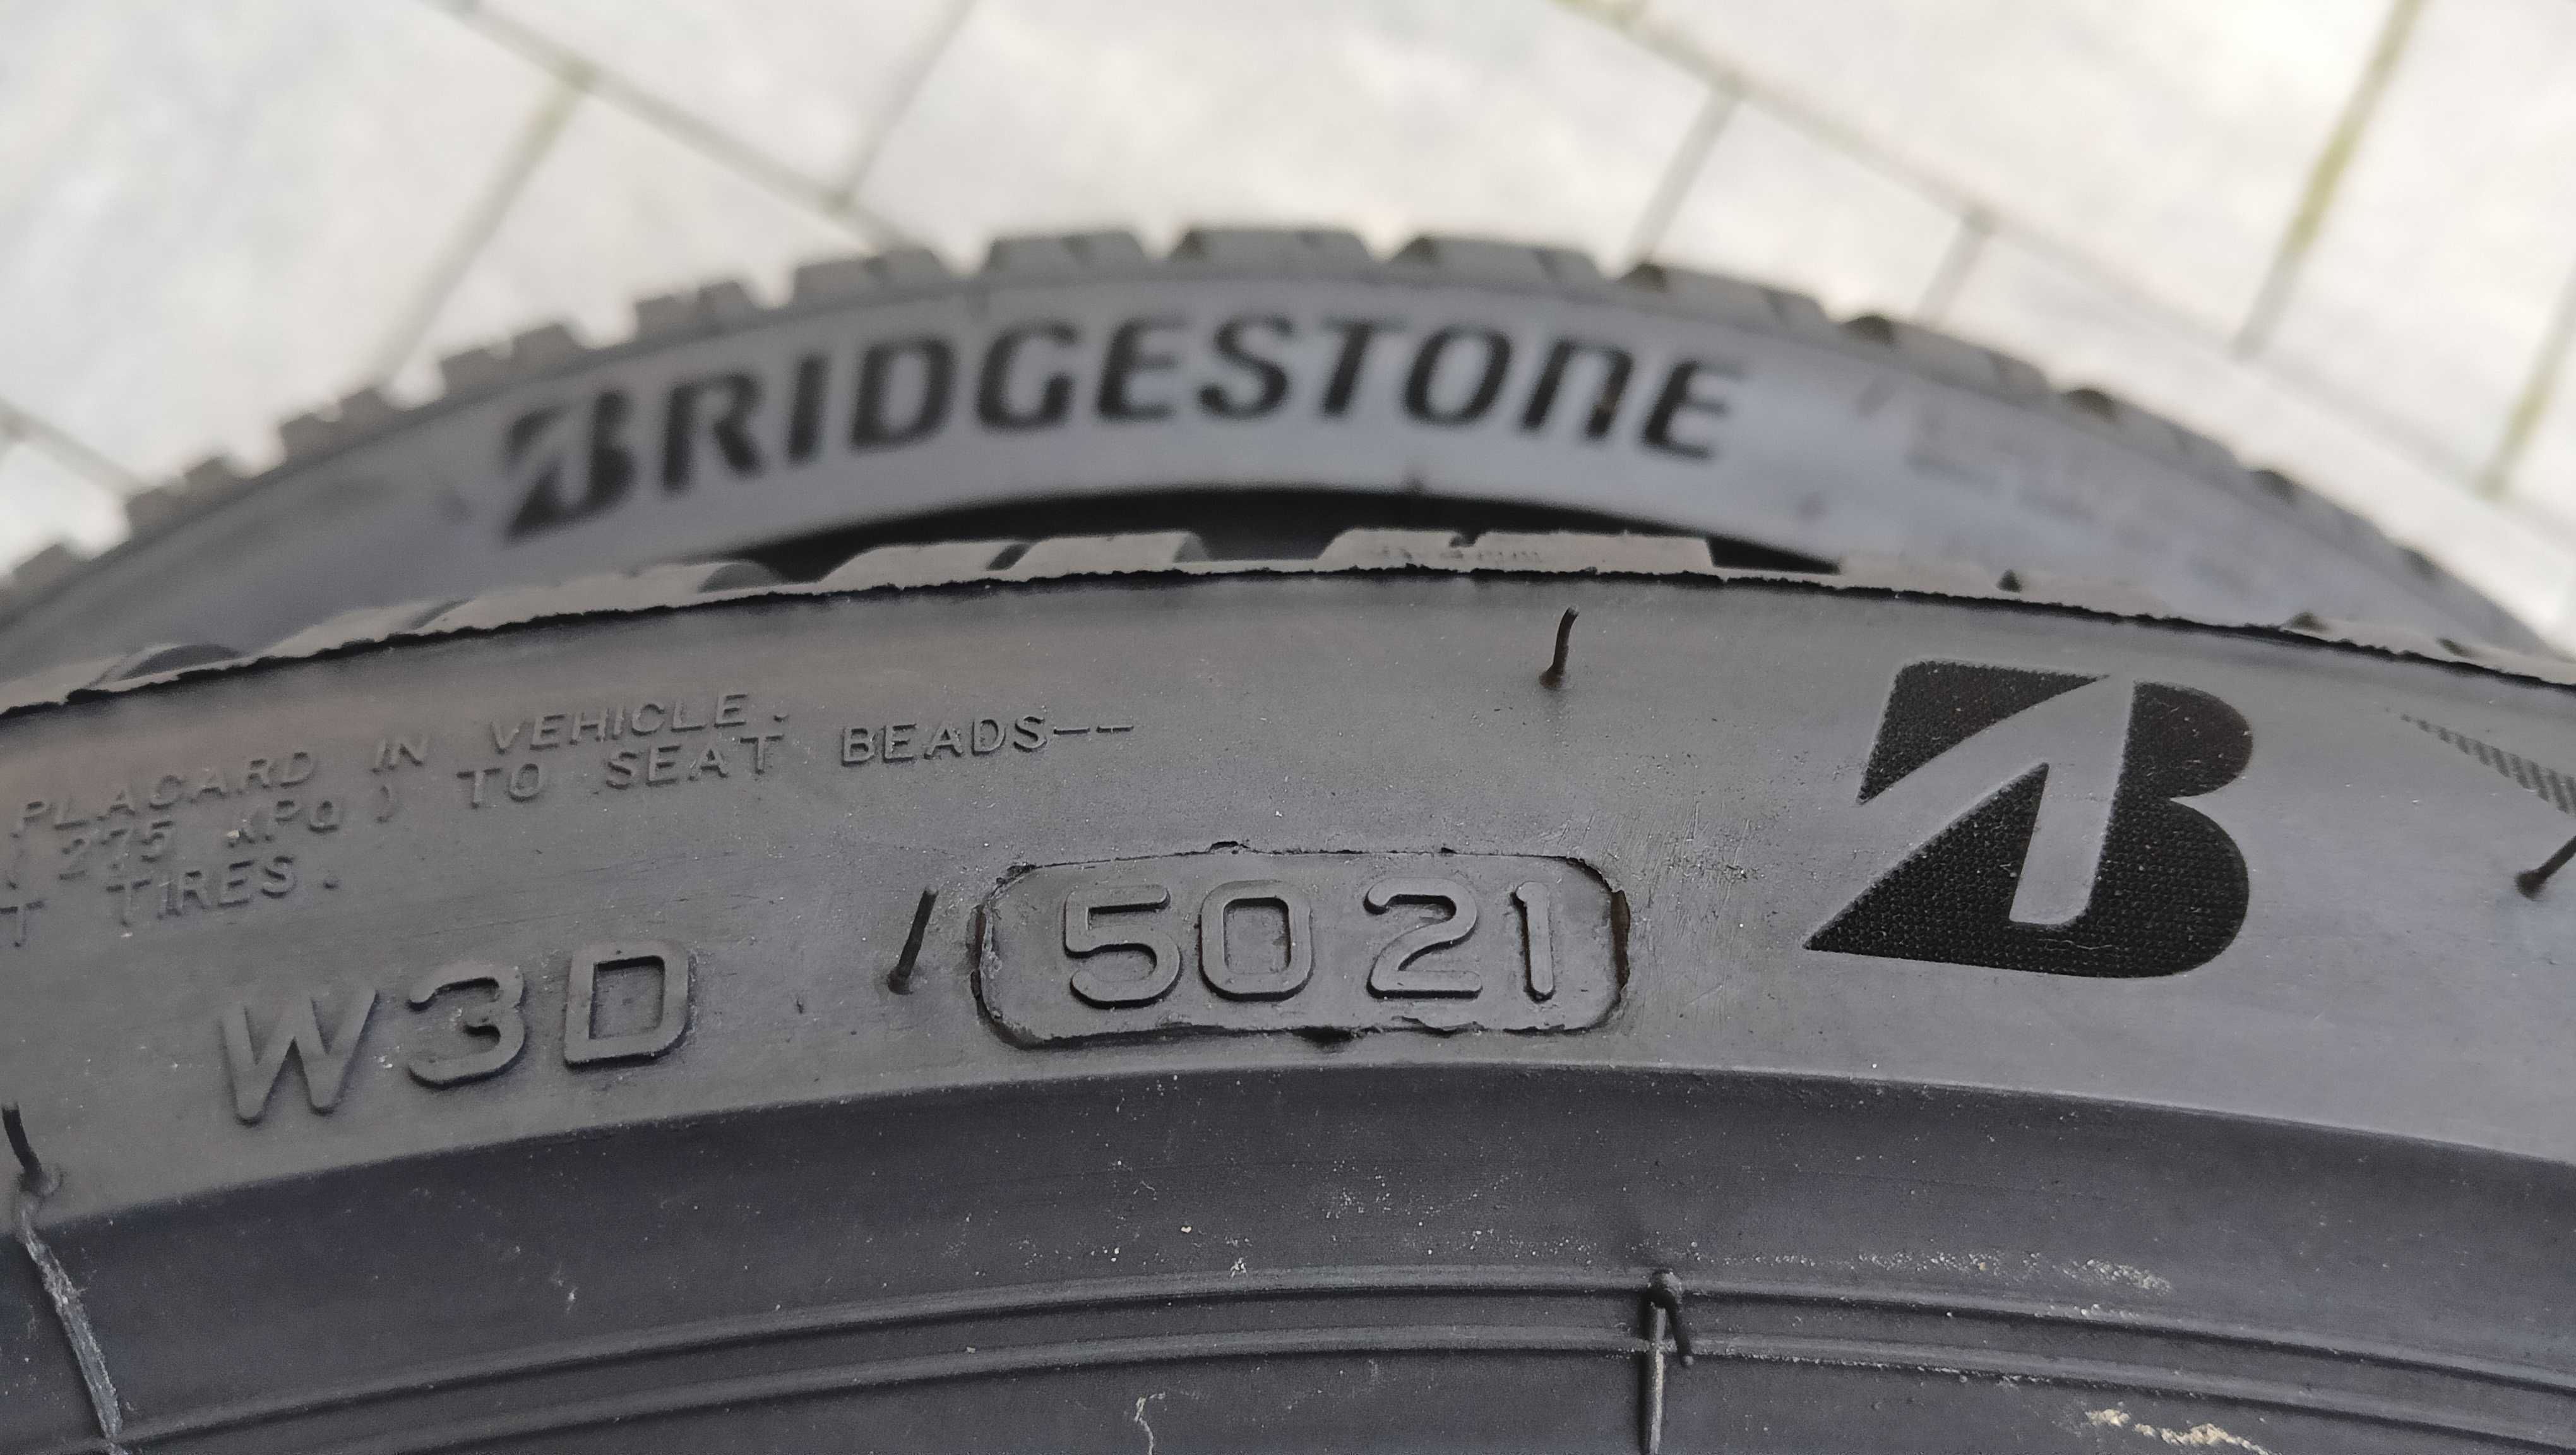 BRIDGESTONE
PLACARD IN VEHICLE.
( 275 kPa ) TO SEAT BEADS--
T TIRES.
W3D 5021 B